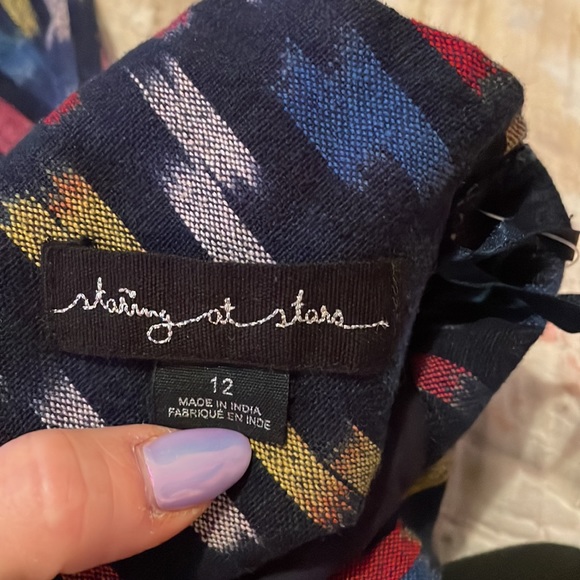 staring at stars
12
MADE IN INDIA
FABRIQUÉ EN INDE